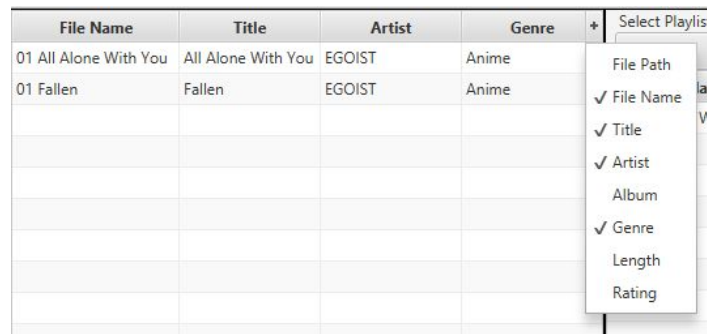 File Name Title Artist Genre + Select Playlis
01 All Alone With You All Alone With You EGOIST Anime
01 Fallen Fallen EGOIST Anime
File Path
✓ File Name
✓ Title
✓ Artist
Album
✓ Genre
Length
Rating